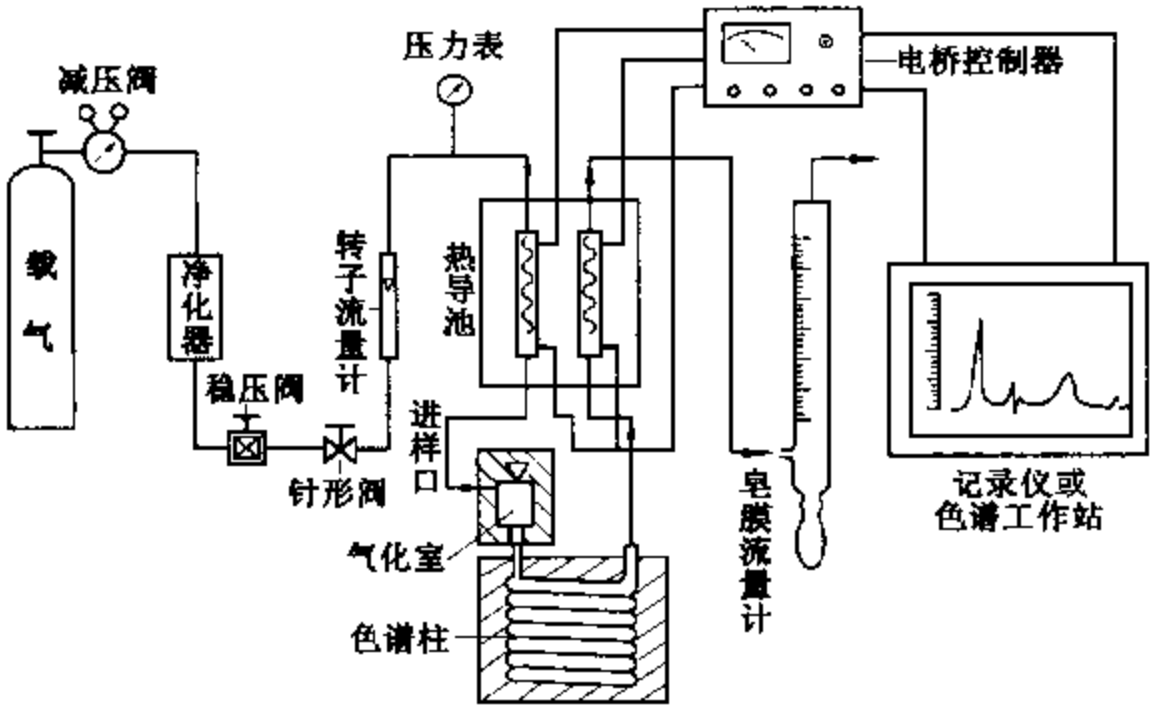 压力表
电桥控制器
减压阀
载气
净化器
转子流量计
热导池
稳压阀
针形阀
进样口
气化室
色谱柱
皂膜流量计
记录仪或
色谱工作站